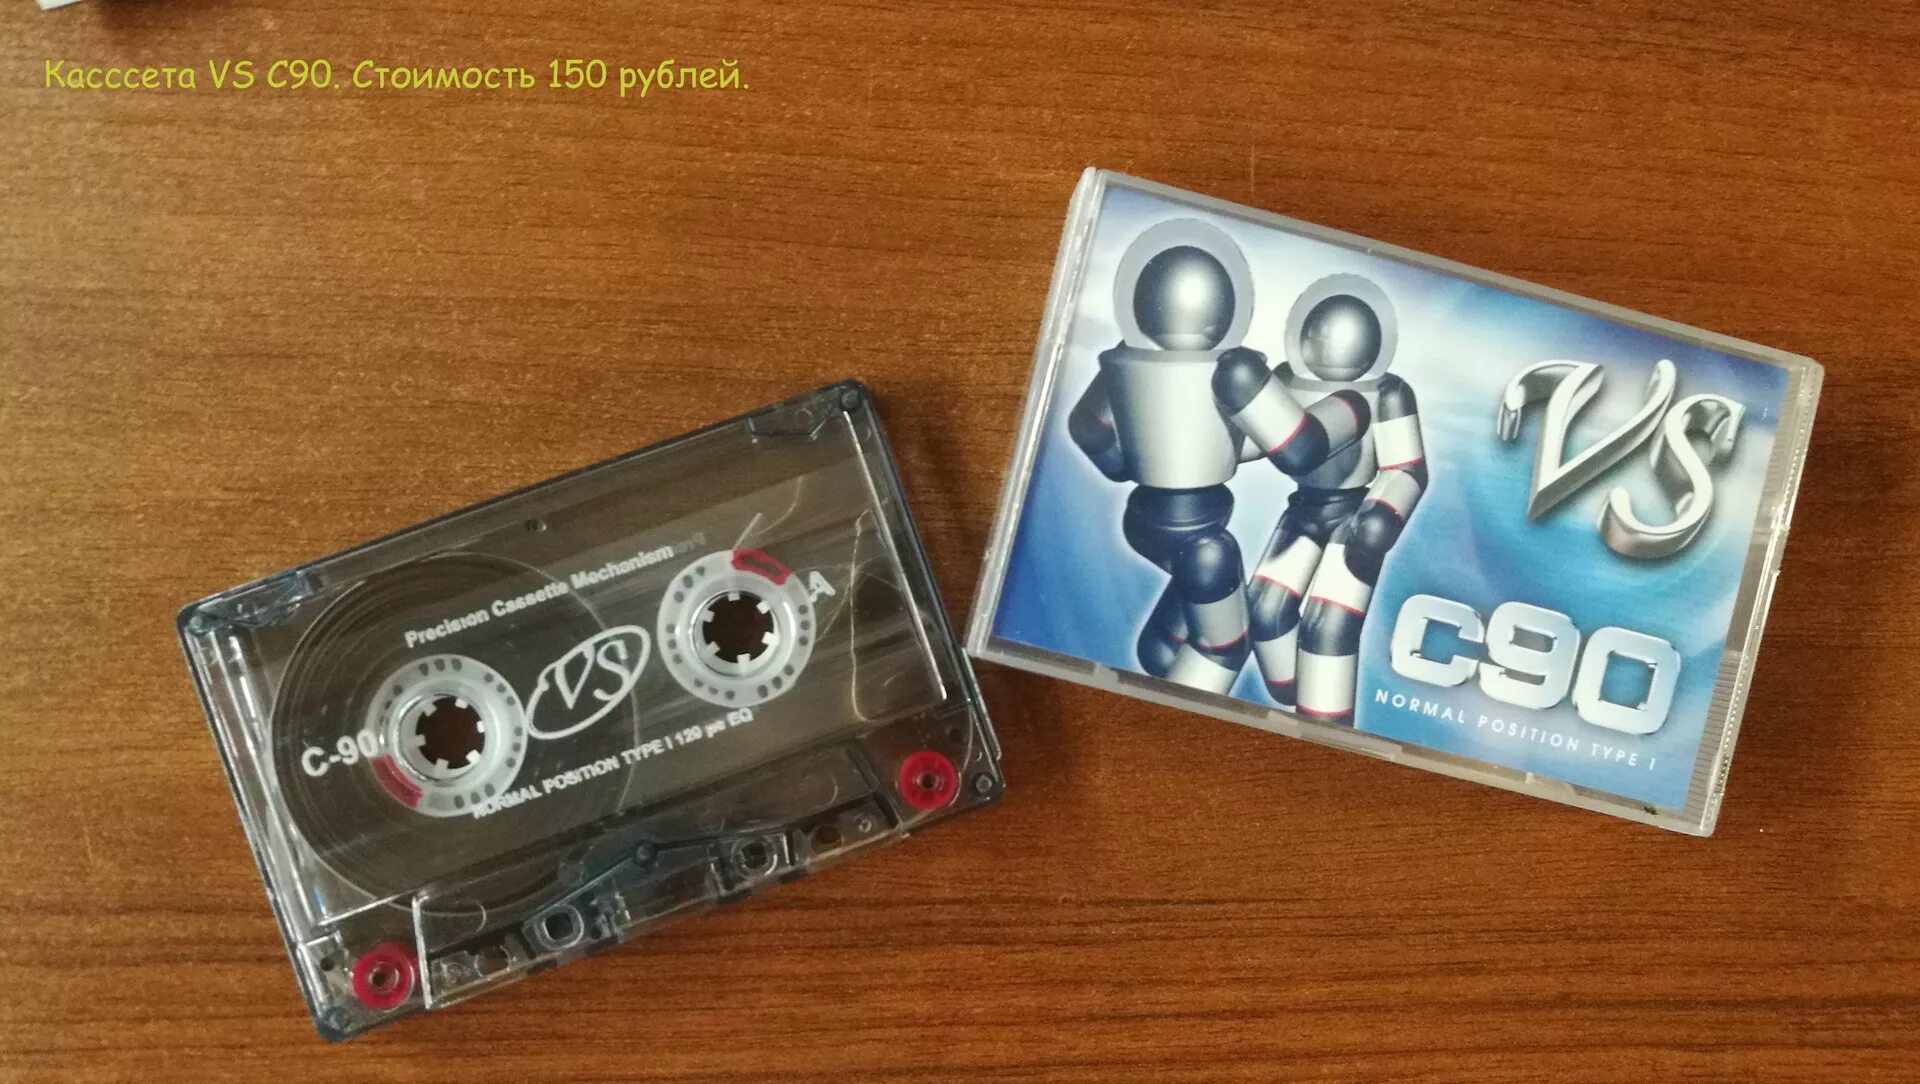 Касссета VS C90. Стоимость 150 рублей.
VS
C90
NORMAL POSITION TYPE I
Precision Cassette Mechanism
A
VS
C-90
NORMAL POSITION TYPE I 120 µs EQ